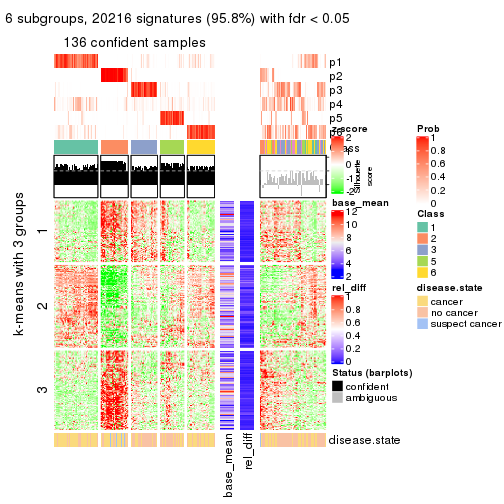 6 subgroups, 20216 signatures (95.8%) with fdr < 0.05
136 confident samples
p1
p2
p3
p4
p5
z-score
4
2
0
-2
Silhouette
score
base_mean
12
10
8
6
4
2
rel_diff
1
0.8
0.6
0.4
0.2
0
Status (barplots)
confident
ambiguous
Prob
1
0.8
0.6
0.4
0.2
0
Class
1
2
3
5
6
disease.state
cancer
no cancer
suspect cancer
k-means with 3 groups
1
2
3
disease.state
base_mean
rel_diff